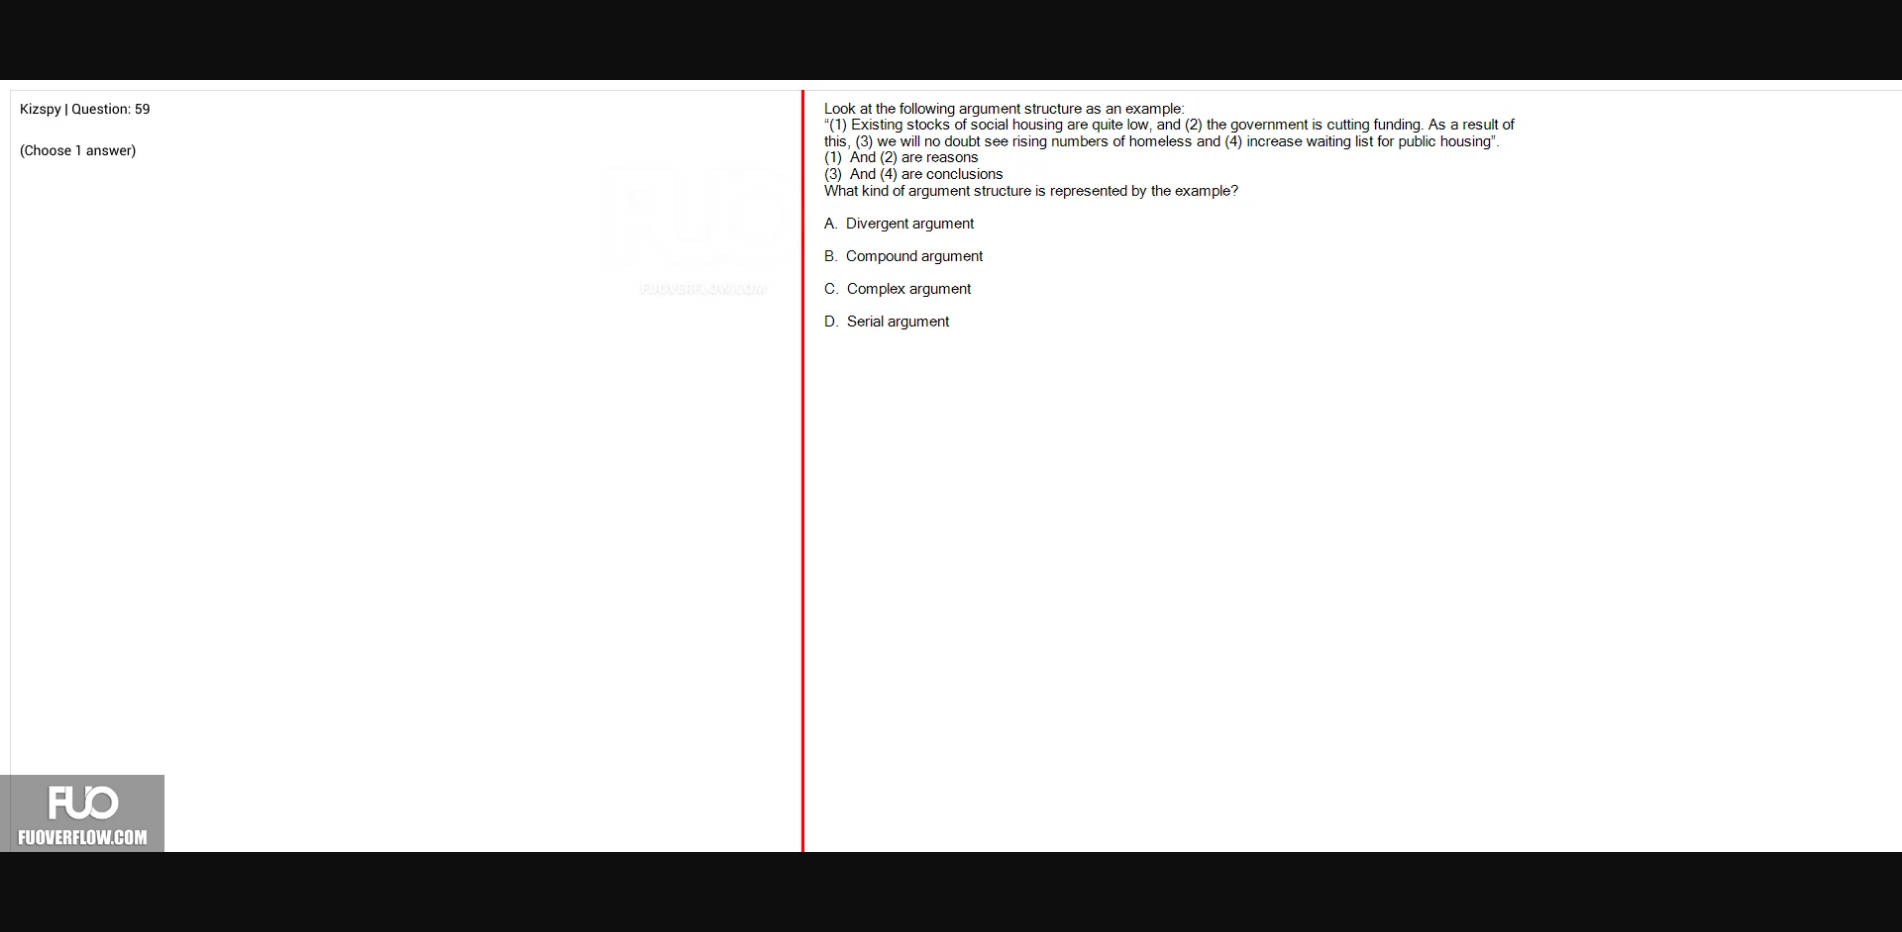 Kizspy | Question: 59
(Choose 1 answer)
Look at the following argument structure as an example:
"(1) Existing stocks of social housing are quite low, and (2) the government is cutting funding. As a result of
this, (3) we will no doubt see rising numbers of homeless and (4) increase waiting list for public housing".
(1) And (2) are reasons
(3) And (4) are conclusions
What kind of argument structure is represented by the example?
A. Divergent argument
B. Compound argument
C. Complex argument
D. Serial argument
FUO
FUOVERFLOW.COM
FUO
FUOVERFLOW.COM